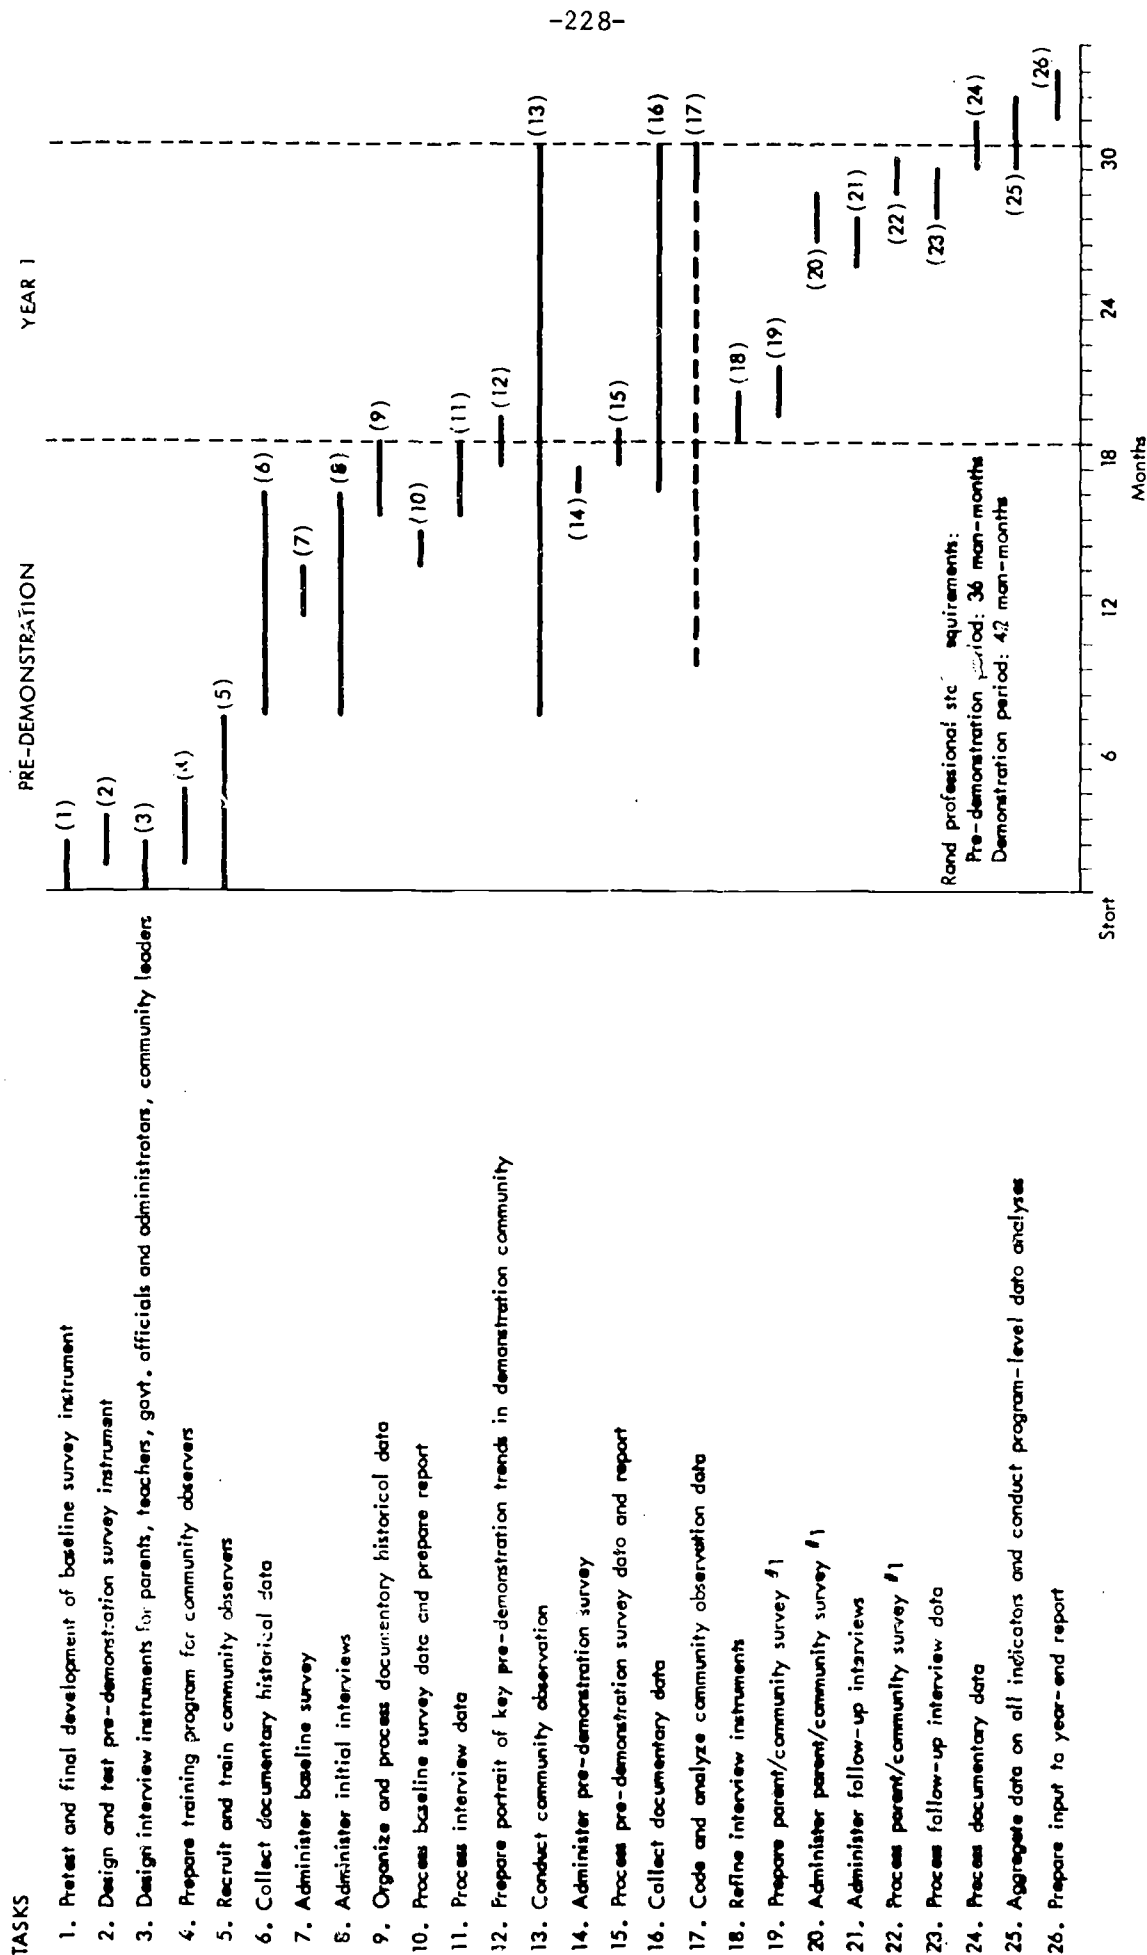 -228-
TASKS
1. Pretest and final development of baseline survey instrument
2. Design and test pre-demonstration survey instrument
3. Design interview instruments for parents, teachers, govt. officials and administrators, community leaders
4. Prepare training program for community observers
5. Recruit and train community observers
6. Collect documentary historical data
7. Administer baseline survey
8. Administer initial interviews
9. Organize and process documentary historical data
10. Process baseline survey data and prepare report
11. Process interview data
12. Prepare portrait of key pre-demonstration trends in demonstration community
13. Conduct community observation
14. Administer pre-demonstration survey
15. Process pre-demonstration survey data and report
16. Collect documentary data
17. Code and analyze community observation data
18. Refine interview instruments
19. Prepare parent/community survey #1
20. Administer parent/community survey #1
21. Administer follow-up interviews
22. Process parent/community survey #1
23. Process follow-up interview data
24. Process documentary data
25. Aggregate data on all indicators and conduct program-level data analyses
26. Prepare input to year-end report
PRE-DEMONSTRATION
YEAR 1
(1)
(2)
(3)
(4)
(5)
(6)
(7)
(8)
(9)
(10)
(11)
(12)
(13)
(14)
(15)
(16)
(17)
(18)
(19)
(20)
(21)
(22)
(23)
(24)
(25)
(26)
Rand professional
Pre-demonstration period: 36 man-months
Demonstration period: 42 man-months
Start 6 12 18 24 30
Months